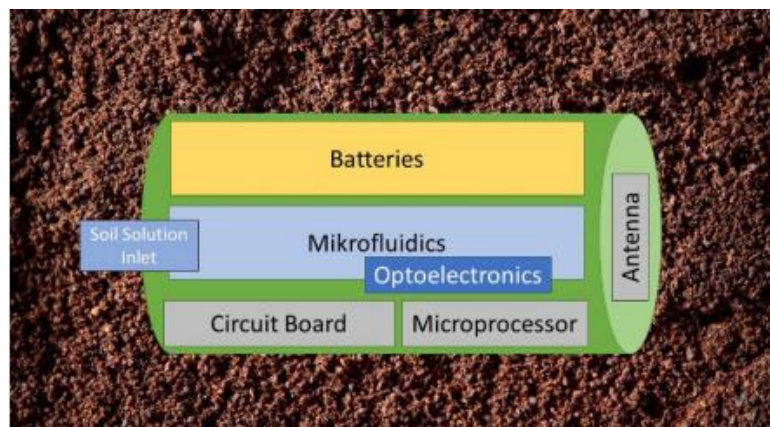 Batteries
Soil Solution
Inlet
Mikrofluidics
Optoelectronics
Antenna
Circuit Board
Microprocessor